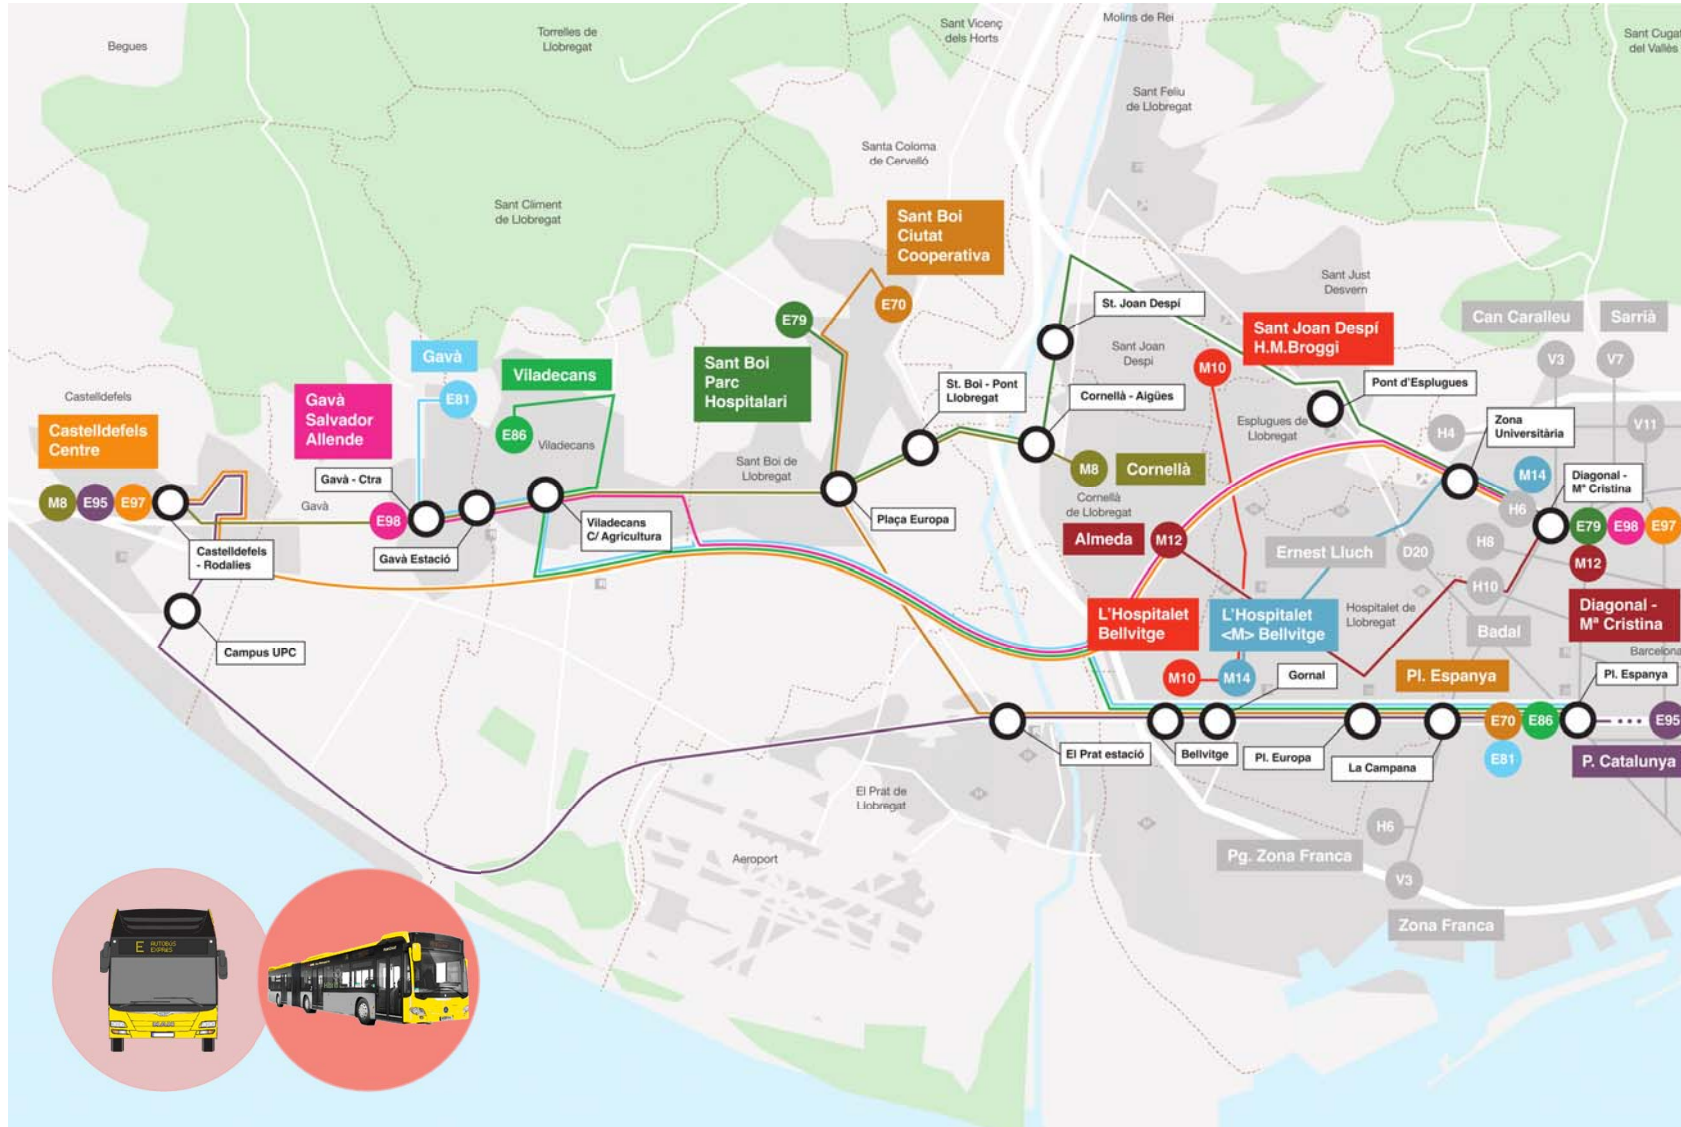 Begues
Torrelles de
Llobregat
Sant Vicenç
dels Horts
Molins de Rei
Sant Cugat
del Vallès
Sant Feliu
de Llobregat
Santa Coloma
de Cervelló
Sant Climent
de Llobregat
Sant Boi
Ciutat
Cooperativa
E70
E79
Sant Just
Desvern
St. Joan Despí
Sant Joan
Despí
Sant Joan Despí
H.M.Broggi
M10
Can Caralleu
Sarrià
V3
V7
Gavà
E81
Viladecans
E86
Viladecans
Sant Boi
Parc
Hospitalari
St. Boi - Pont
Llobregat
Cornellà - Aigües
Pont d'Esplugues
Castelldefels
Castelldefels
Centre
M8
E95
E97
Gavà
Salvador
Allende
Gavà - Ctra
Gavà
E98
Gavà Estació
Castelldefels
- Rodalies
Campus UPC
Viladecans
C/ Agricultura
Sant Boi de
Llobregat
Plaça Europa
M8
Cornellà
Cornellà
de Llobregat
Almeda
M12
Esplugues de
Llobregat
H4
V11
Zona
Universitària
M14
Diagonal -
Mª Cristina
H6
E79
E98
E97
M12
Diagonal -
Mª Cristina
Ernest Lluch
D20
H8
H10
Badal
L'Hospitalet
Bellvitge
L'Hospitalet
<M> Bellvitge
Hospitalet de
Llobregat
Barcelona
M10
M14
Gornal
Pl. Espanya
Pl. Espanya
E70
E86
E95
E81
P. Catalunya
El Prat estació
Bellvitge
Pl. Europa
La Campana
El Prat de
Llobregat
Aeroport
H6
Pg. Zona Franca
V3
Zona Franca
E AUTOBÚS
EXPRÉS